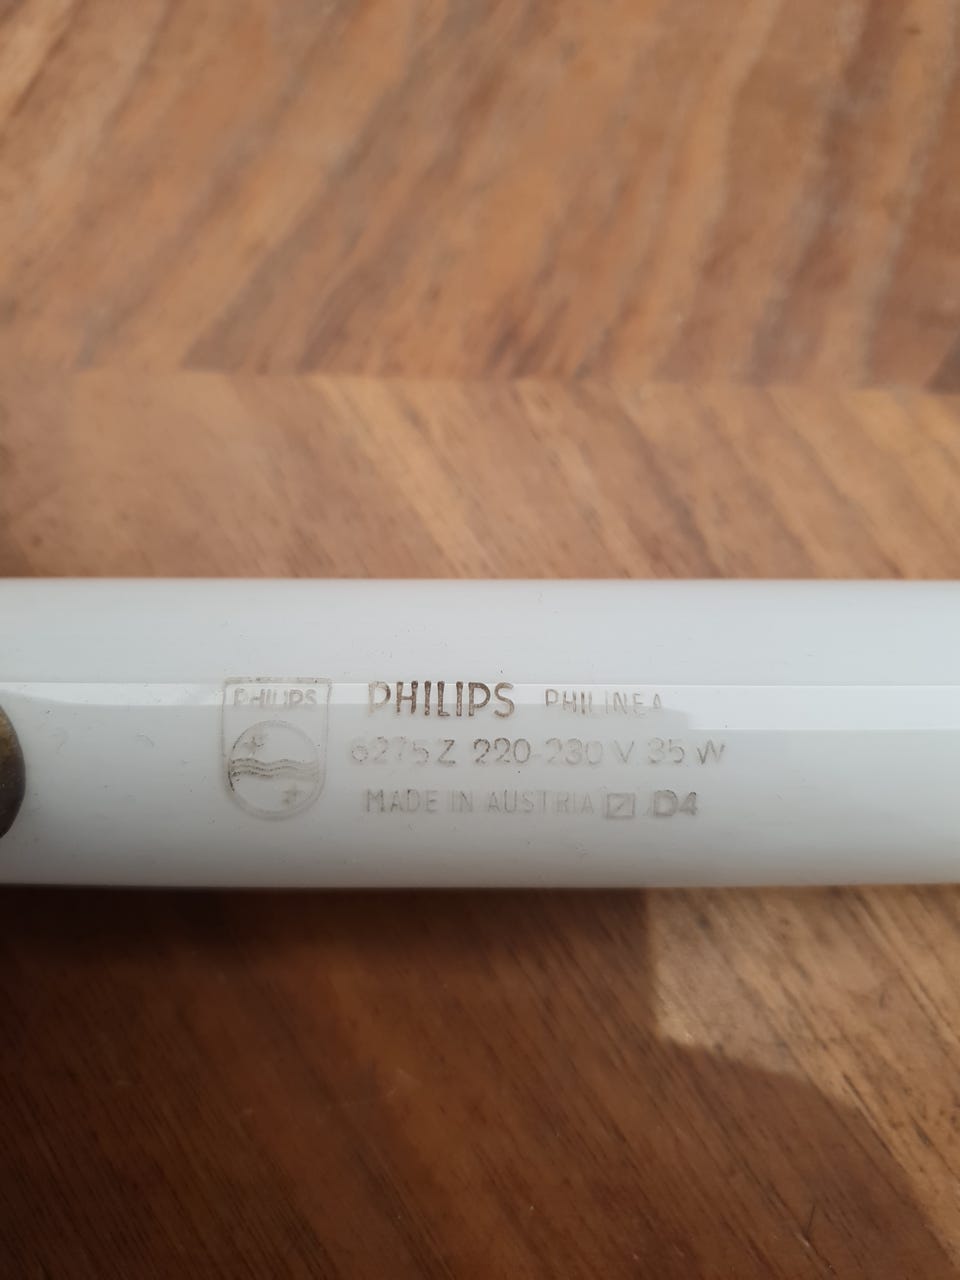 PHILIPS
PHILIPS PHILINEA
6275Z 220-230 V 35 W
MADE IN AUSTRIA D4